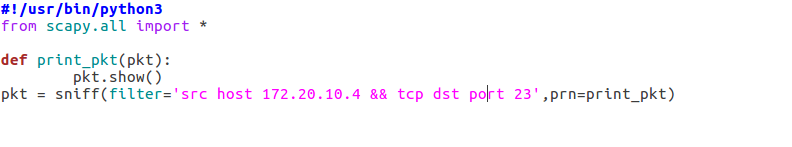 #!/usr/bin/python3
from scapy.all import *
def print_pkt(pkt):
pkt.show()
pkt = sniff(filter='src host 172.20.10.4 && tcp dst port 23',prn=print_pkt)